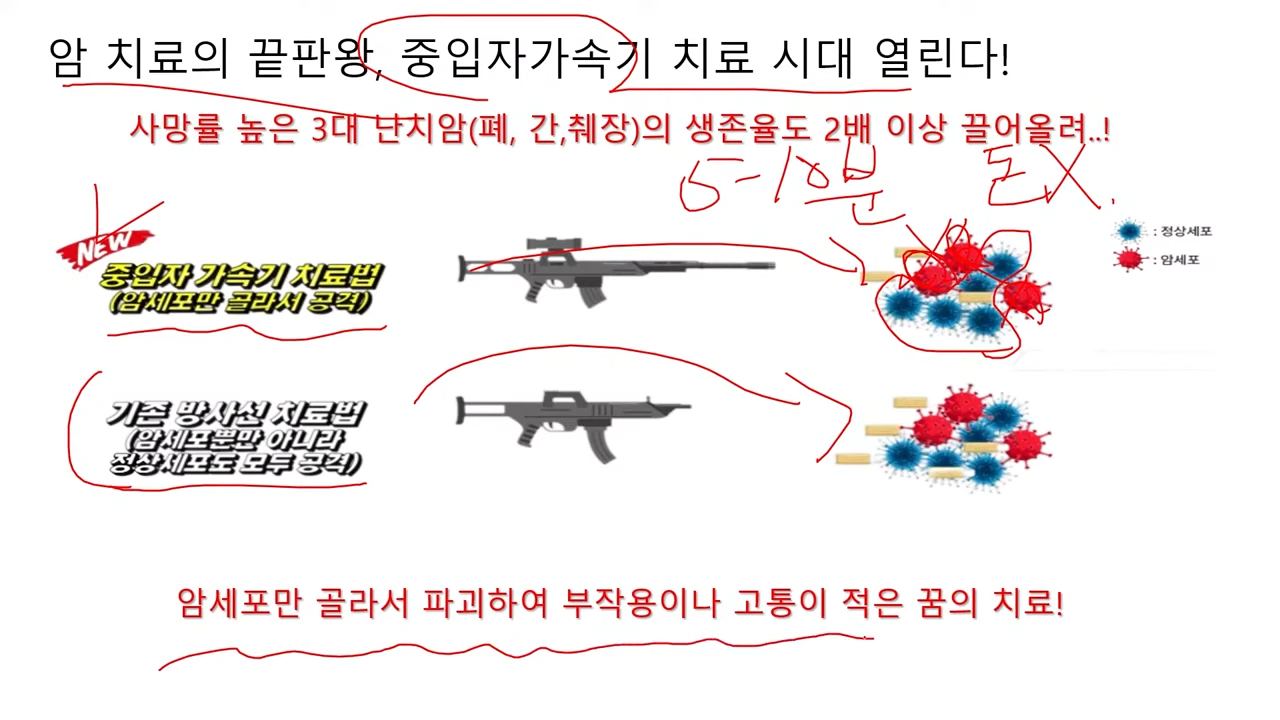 암 치료의 끝판왕, 중입자가속기 치료 시대 열린다!
사망률 높은 3대 난치암(폐, 간,췌장)의 생존율도 2배 이상 끌어올려..!
5-10분
NEW
중입자 가속기 치료법
(암세포만 골라서 공격)
: 정상세포
: 암세포
기존 방사선 치료법
(암세포뿐만 아니라
정상세포도 모두 공격)
암세포만 골라서 파괴하여 부작용이나 고통이 적은 꿈의 치료!